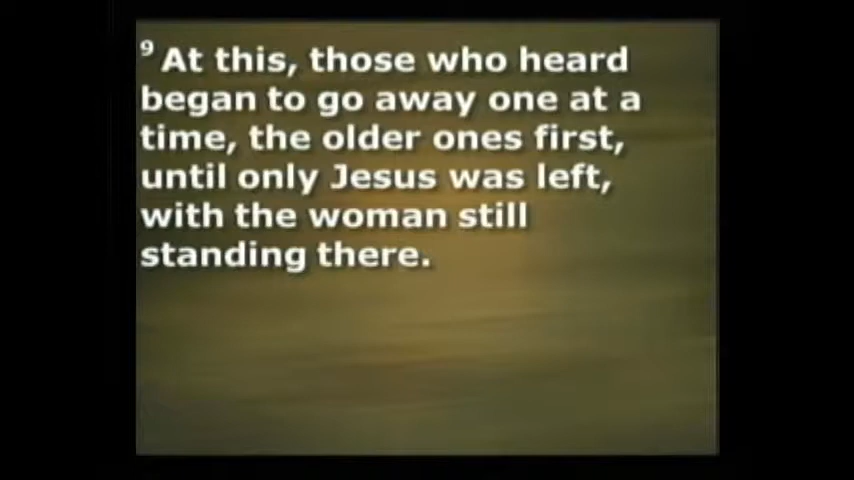 9 At this, those who heard
began to go away one at a
time, the older ones first,
until only Jesus was left,
with the woman still
standing there.